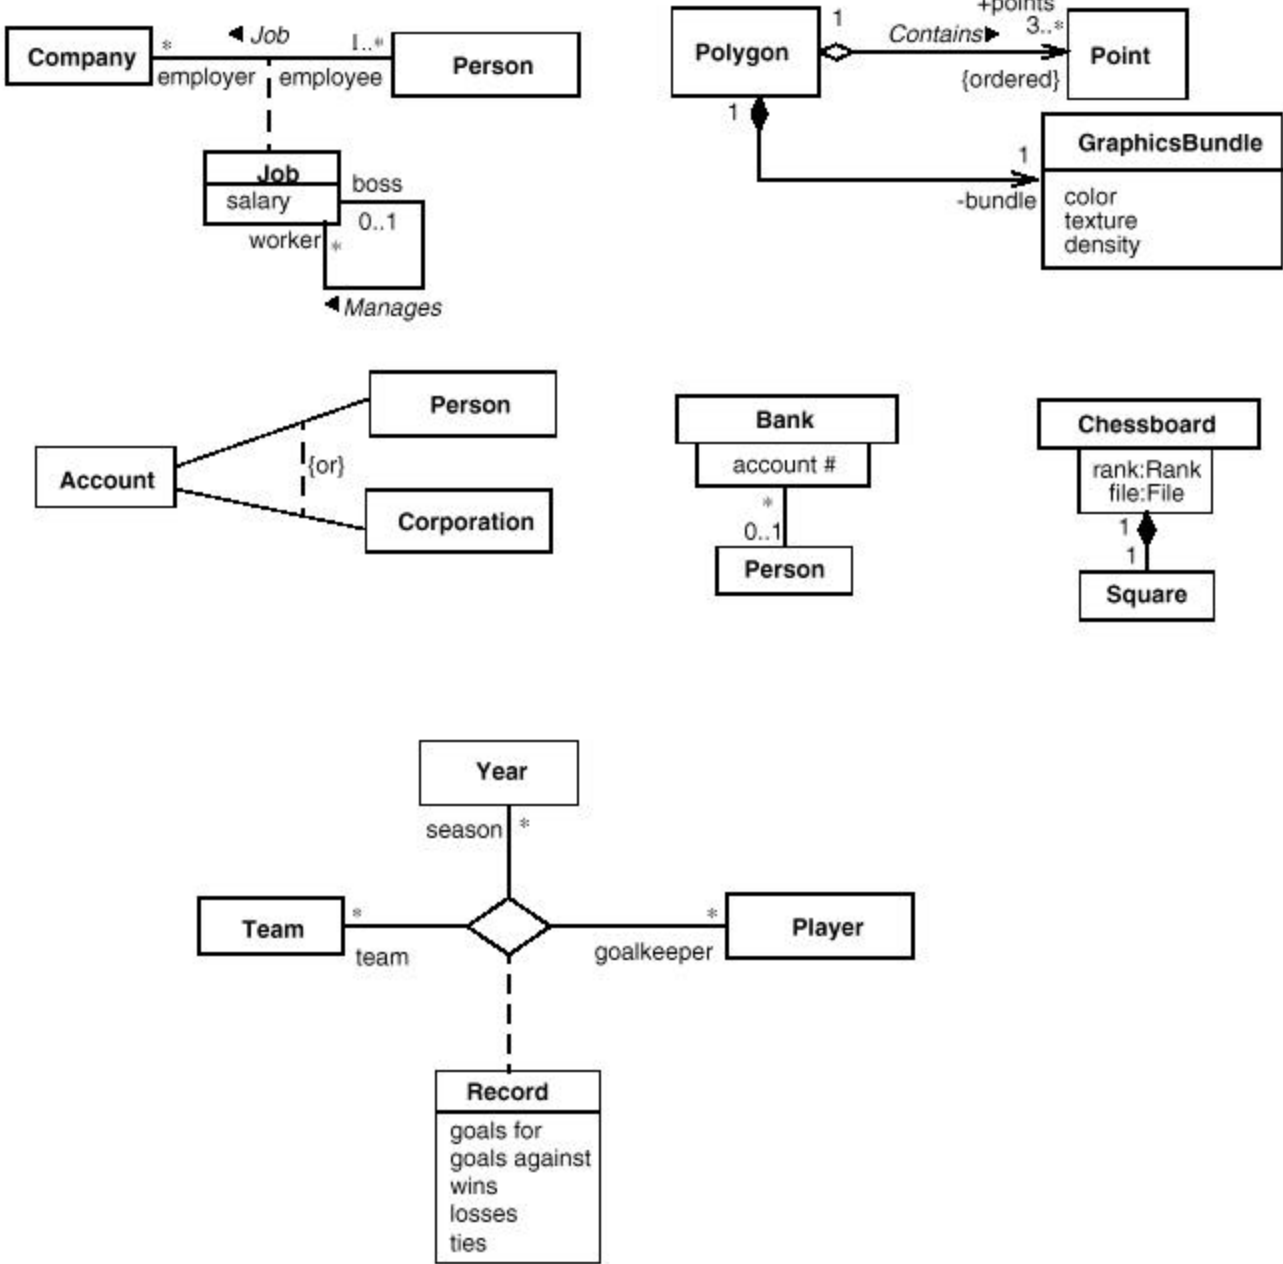 Company
*
◄ Job
1..*
employer
employee
Person
Job
salary
boss
0..1
worker
*
◄ Manages
Polygon
1
Contains►
+points
3..*
{ordered}
Point
1
1
-bundle
GraphicsBundle
color
texture
density
Account
Person
{or}
Corporation
Bank
account #
*
0..1
Person
Chessboard
rank:Rank
file:File
1
1
Square
Year
season
*
Team
*
team
*
goalkeeper
Player
Record
goals for
goals against
wins
losses
ties